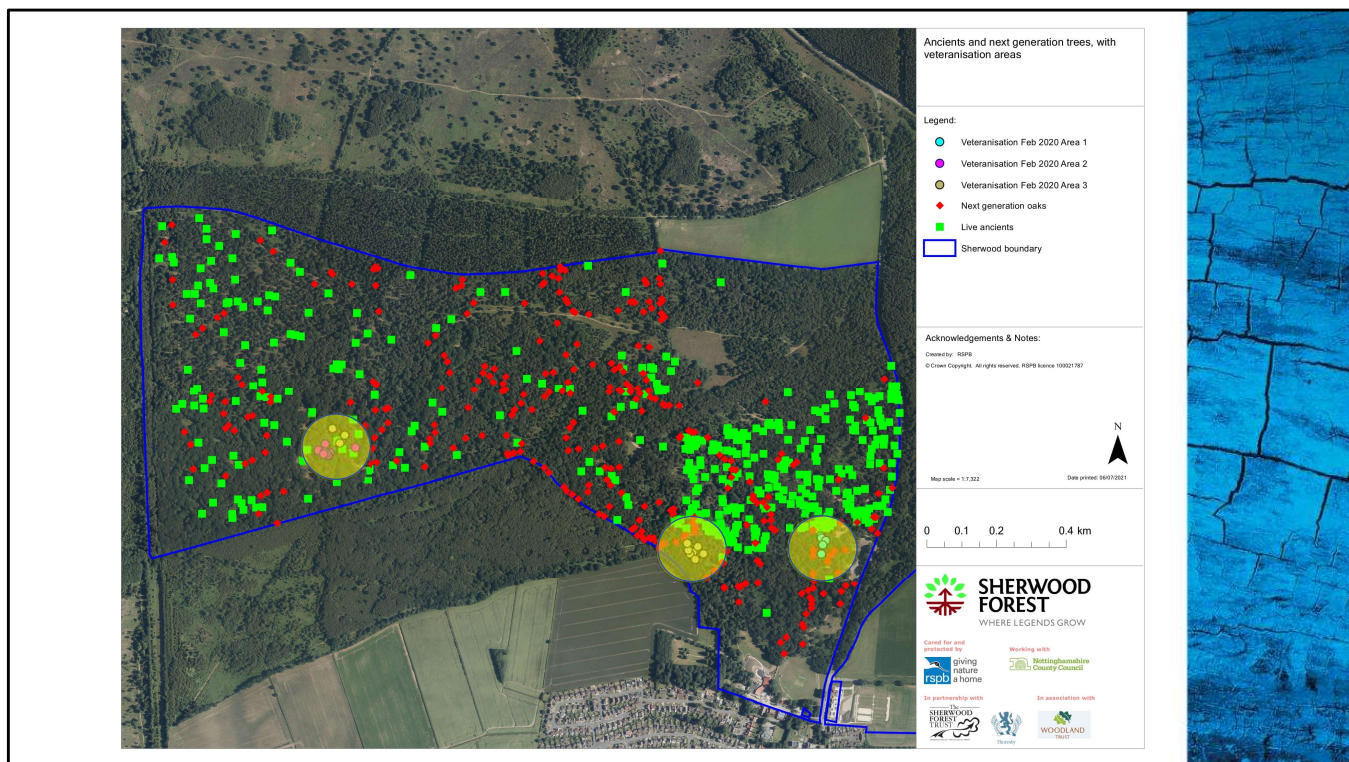 Ancients and next generation trees, with
veteranisation areas
Legend:
Veteranisation Feb 2020 Area 1
Veteranisation Feb 2020 Area 2
Veteranisation Feb 2020 Area 3
Next generation oaks
Live ancients
Sherwood boundary
Acknowledgements & Notes:
Created by: RSPB
© Crown Copyright. All rights reserved. RSPB licence 100021787
N
Map scale = 1:7,322
Date printed: 06/07/2021
0 0.1 0.2 0.4 km
SHERWOOD
FOREST
WHERE LEGENDS GROW
Cared for and
protected by
Working with
rspb
giving
nature
a home
Nottinghamshire
County Council
In partnership with
In association with
The
SHERWOOD
FOREST
TRUST
Thoresby
WOODLAND
TRUST